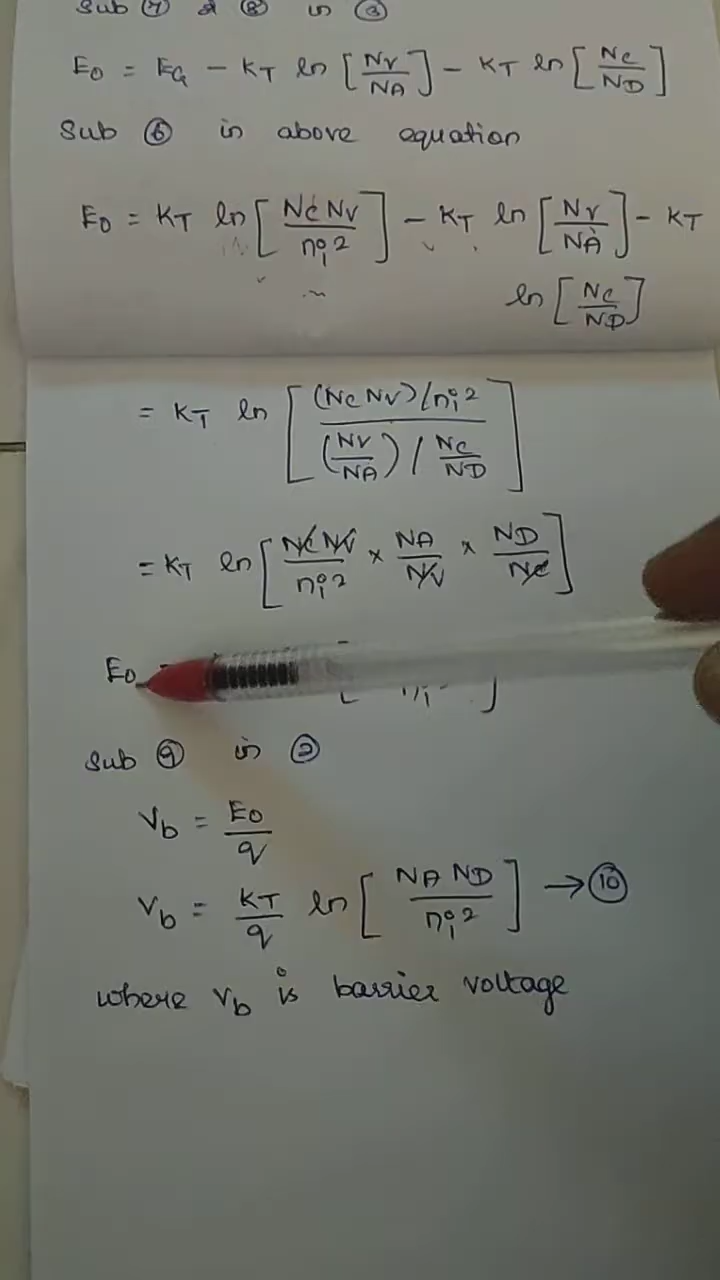 Sub ⑦ & ⑧ in ③
E0 = EG - KT ln [NV/NA] - KT ln [NC/ND]
Sub ⑥ in above equation
E0 = KT ln [NC NV/ni²] - KT ln [NV/NA] - KT
ln [NC/ND]
= KT ln [(NC NV)/ni² / (NV/NA) / NC/ND]
= KT ln [NC NV/ni² × NA/NV × ND/NC]
E0
Sub ⑨ in ②
Vb = E0/q
Vb = KT/q ln [NA ND/ni²] → ⑩
where Vb is barrier voltage